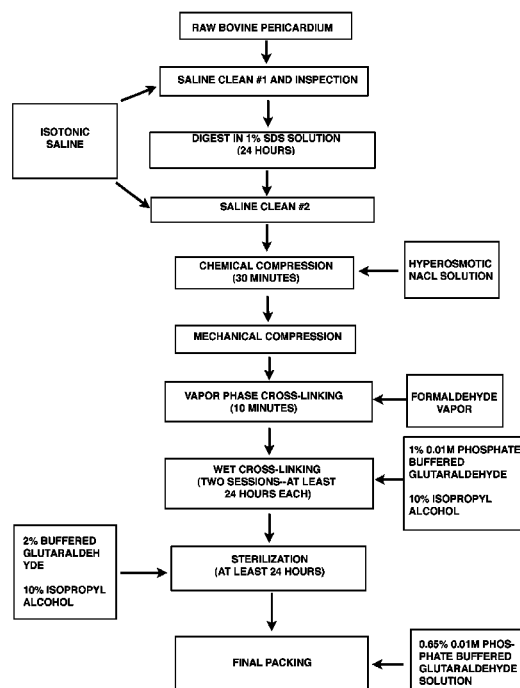 RAW BOVINE PERICARDIUM
SALINE CLEAN #1 AND INSPECTION
ISOTONIC
SALINE
DIGEST IN 1% SDS SOLUTION
(24 HOURS)
SALINE CLEAN #2
CHEMICAL COMPRESSION
(30 MINUTES)
HYPEROSMOTIC
NACL SOLUTION
MECHANICAL COMPRESSION
VAPOR PHASE CROSS-LINKING
(10 MINUTES)
FORMALDEHYDE
VAPOR
WET CROSS-LINKING
(TWO SESSIONS--AT LEAST
24 HOURS EACH)
1% 0.01M PHOSPHATE
BUFFERED
GLUTARALDEHYDE
10% ISOPROPYL
ALCOHOL
2% BUFFERED
GLUTARALDEH
YDE
10% ISOPROPYL
ALCOHOL
STERILIZATION
(AT LEAST 24 HOURS)
FINAL PACKING
0.65% 0.01M PHOS-
PHATE BUFFERED
GLUTARALDEHYDE
SOLUTION